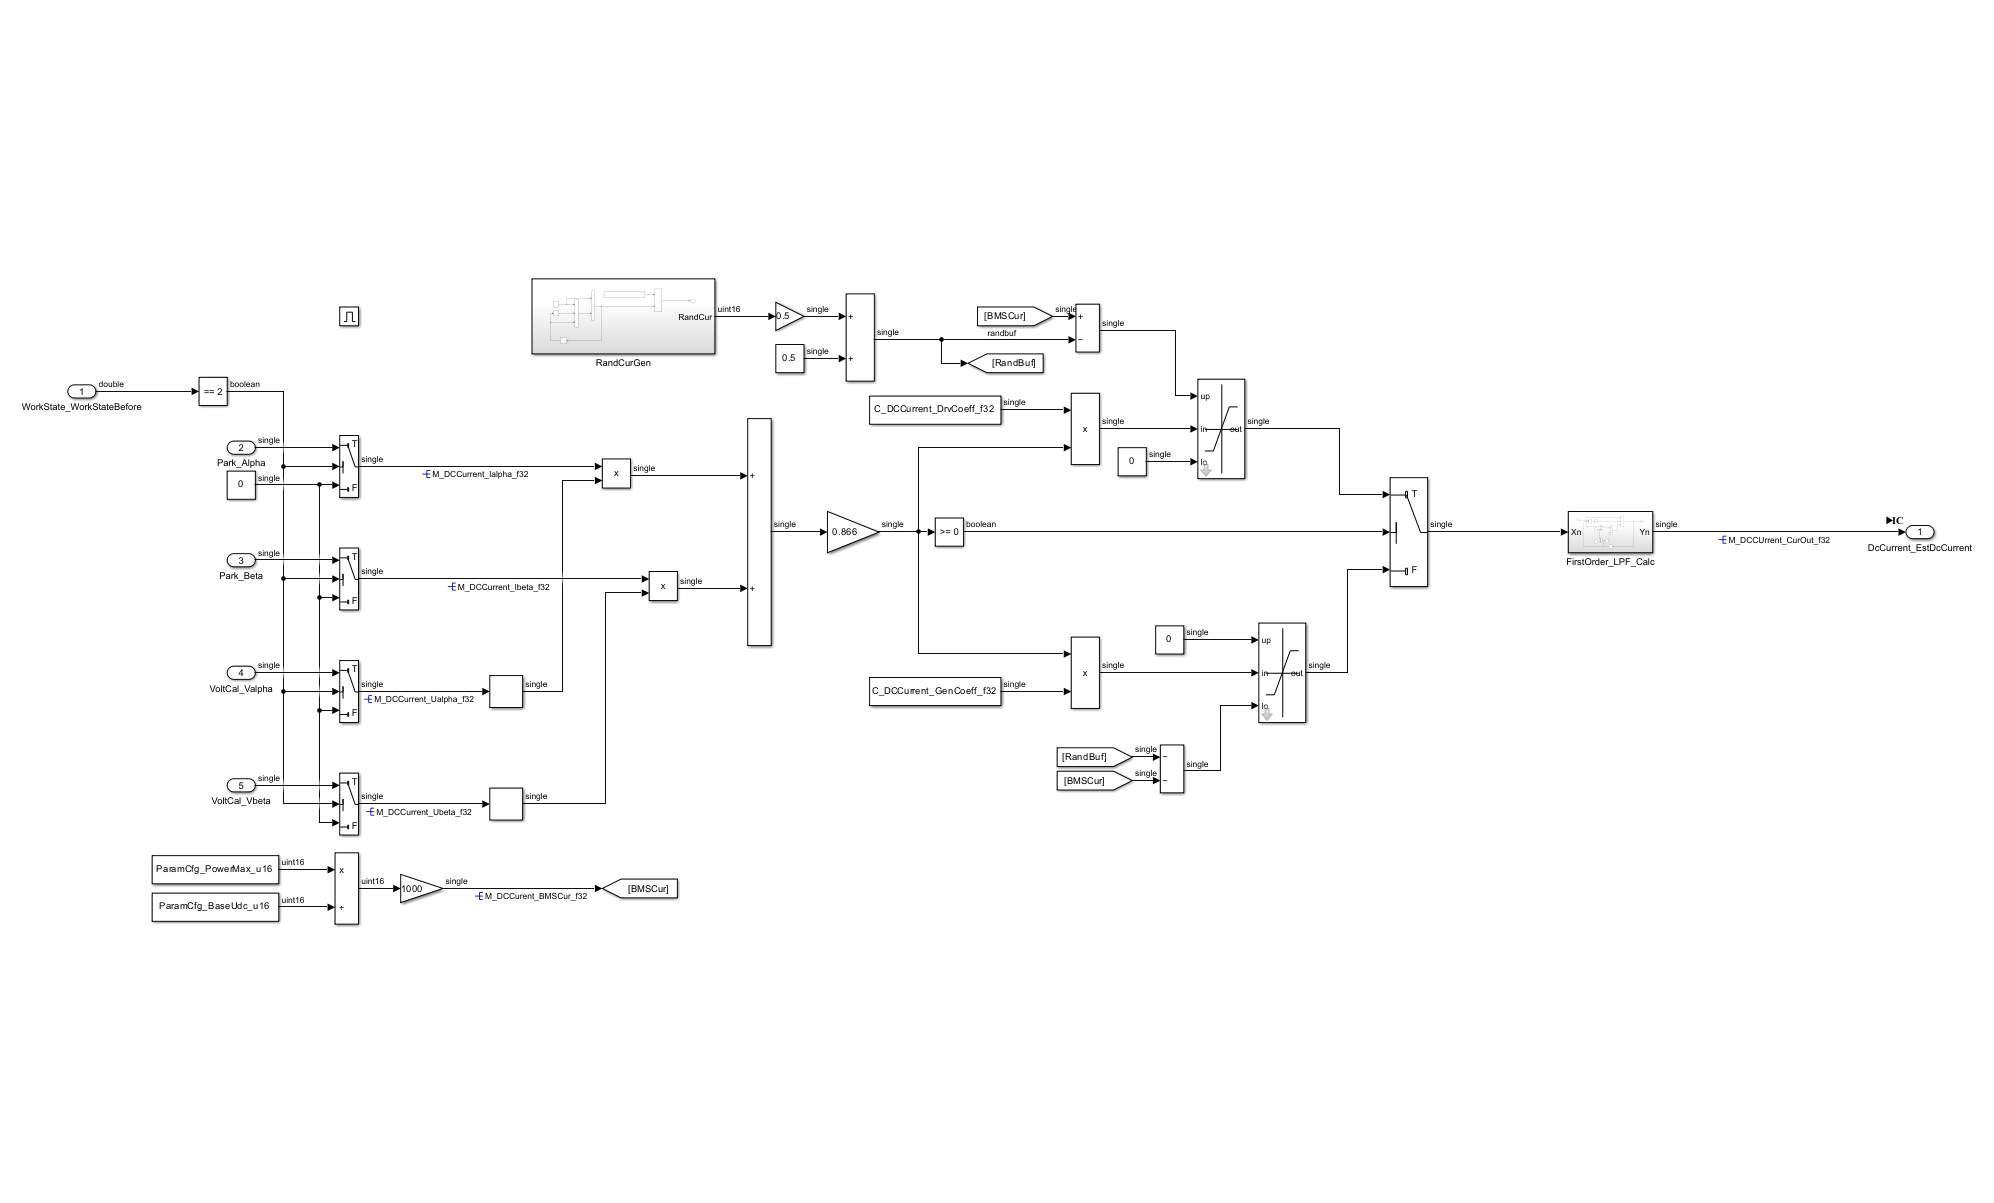 RandCur
RandCurGen
uint16
0.5
single
0.5
single
+
+
single
randbuf
[RandBuf]
[BMSCur]
single
+
−
single
1
double
WorkState_WorkStateBefore
== 2
boolean
2
single
Park_Alpha
0
single
T
F
single
M_DCCurrent_Ialpha_f32
x
single
3
single
Park_Beta
T
F
single
M_DCCurrent_Ibeta_f32
x
single
4
single
VoltCal_Valpha
T
F
single
M_DCCurrent_Ualpha_f32
single
5
single
VoltCal_Vbeta
T
F
single
M_DCCurrent_Ubeta_f32
single
+
+
single
0.866
single
>= 0
boolean
C_DCCurrent_DrvCoeff_f32
single
x
single
0
single
up
in
lo
out
single
C_DCCurrent_GenCoeff_f32
single
x
single
0
single
up
in
lo
out
single
[RandBuf]
single
[BMSCur]
single
−
−
single
T
F
single
Xn
Yn
FirstOrder_LPF_Calc
single
M_DCCUrrent_CurOut_f32
IC
1
DcCurrent_EstDcCurrent
ParamCfg_PowerMax_u16
uint16
ParamCfg_BaseUdc_u16
uint16
x
÷
uint16
1000
single
M_DCCurent_BMSCur_f32
[BMSCur]